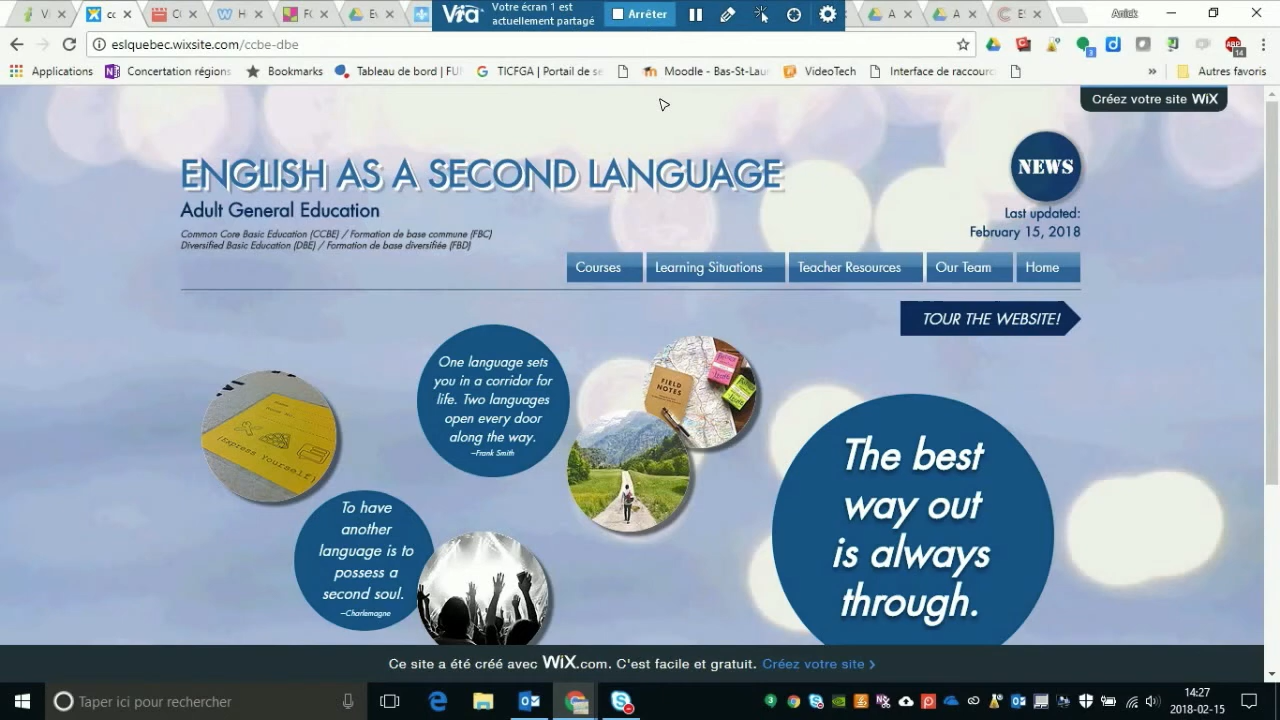 Votre écran 1 est
actuellement partagé
Arrêter
Anick
eslquebec.wixsite.com/ccbe-dbe
Applications
Concertation régions
Bookmarks
Tableau de bord | FUI
TICFGA | Portail de se
Moodle - Bas-St-Lau
VideoTech
Interface de raccourc
Autres favoris
Créez votre site WiX
ENGLISH AS A SECOND LANGUAGE
Adult General Education
Common Core Basic Education (CCBE) / Formation de base commune (FBC)
Diversified Basic Education (DBE) / Formation de base diversifiée (FBD)
NEWS
Last updated:
February 15, 2018
Courses
Learning Situations
Teacher Resources
Our Team
Home
TOUR THE WEBSITE!
One language sets
you in a corridor for
life. Two languages
open every door
along the way.
–Frank Smith
FIELD
NOTES
(Express Yourself)
To have
another
language is to
possess a
second soul.
–Charlemagne
The best
way out
is always
through.
Ce site a été créé avec WiX.com. C'est facile et gratuit. Créez votre site >
Taper ici pour rechercher
14:27
2018-02-15